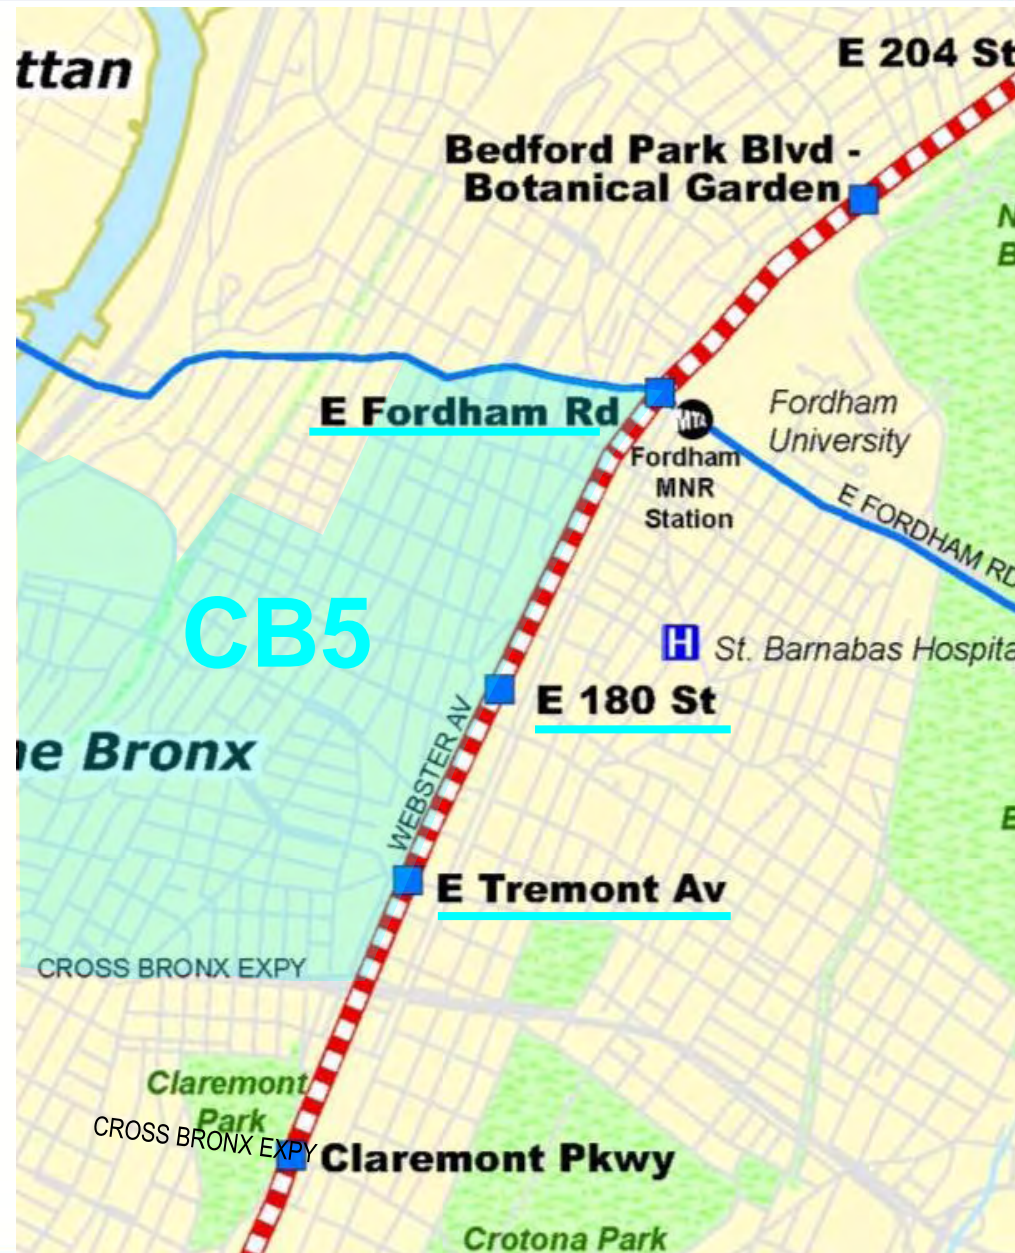 ttan
E 204 St
Bedford Park Blvd -
Botanical Garden
N
B
E Fordham Rd
MTA
Fordham
University
Fordham
MNR
Station
E FORDHAM RD
CB5
H St. Barnabas Hospita
E 180 St
WEBSTER AV
ne Bronx
E
E Tremont Av
CROSS BRONX EXPY
Claremont
Park
CROSS BRONX EXPY
Claremont Pkwy
Crotona Park